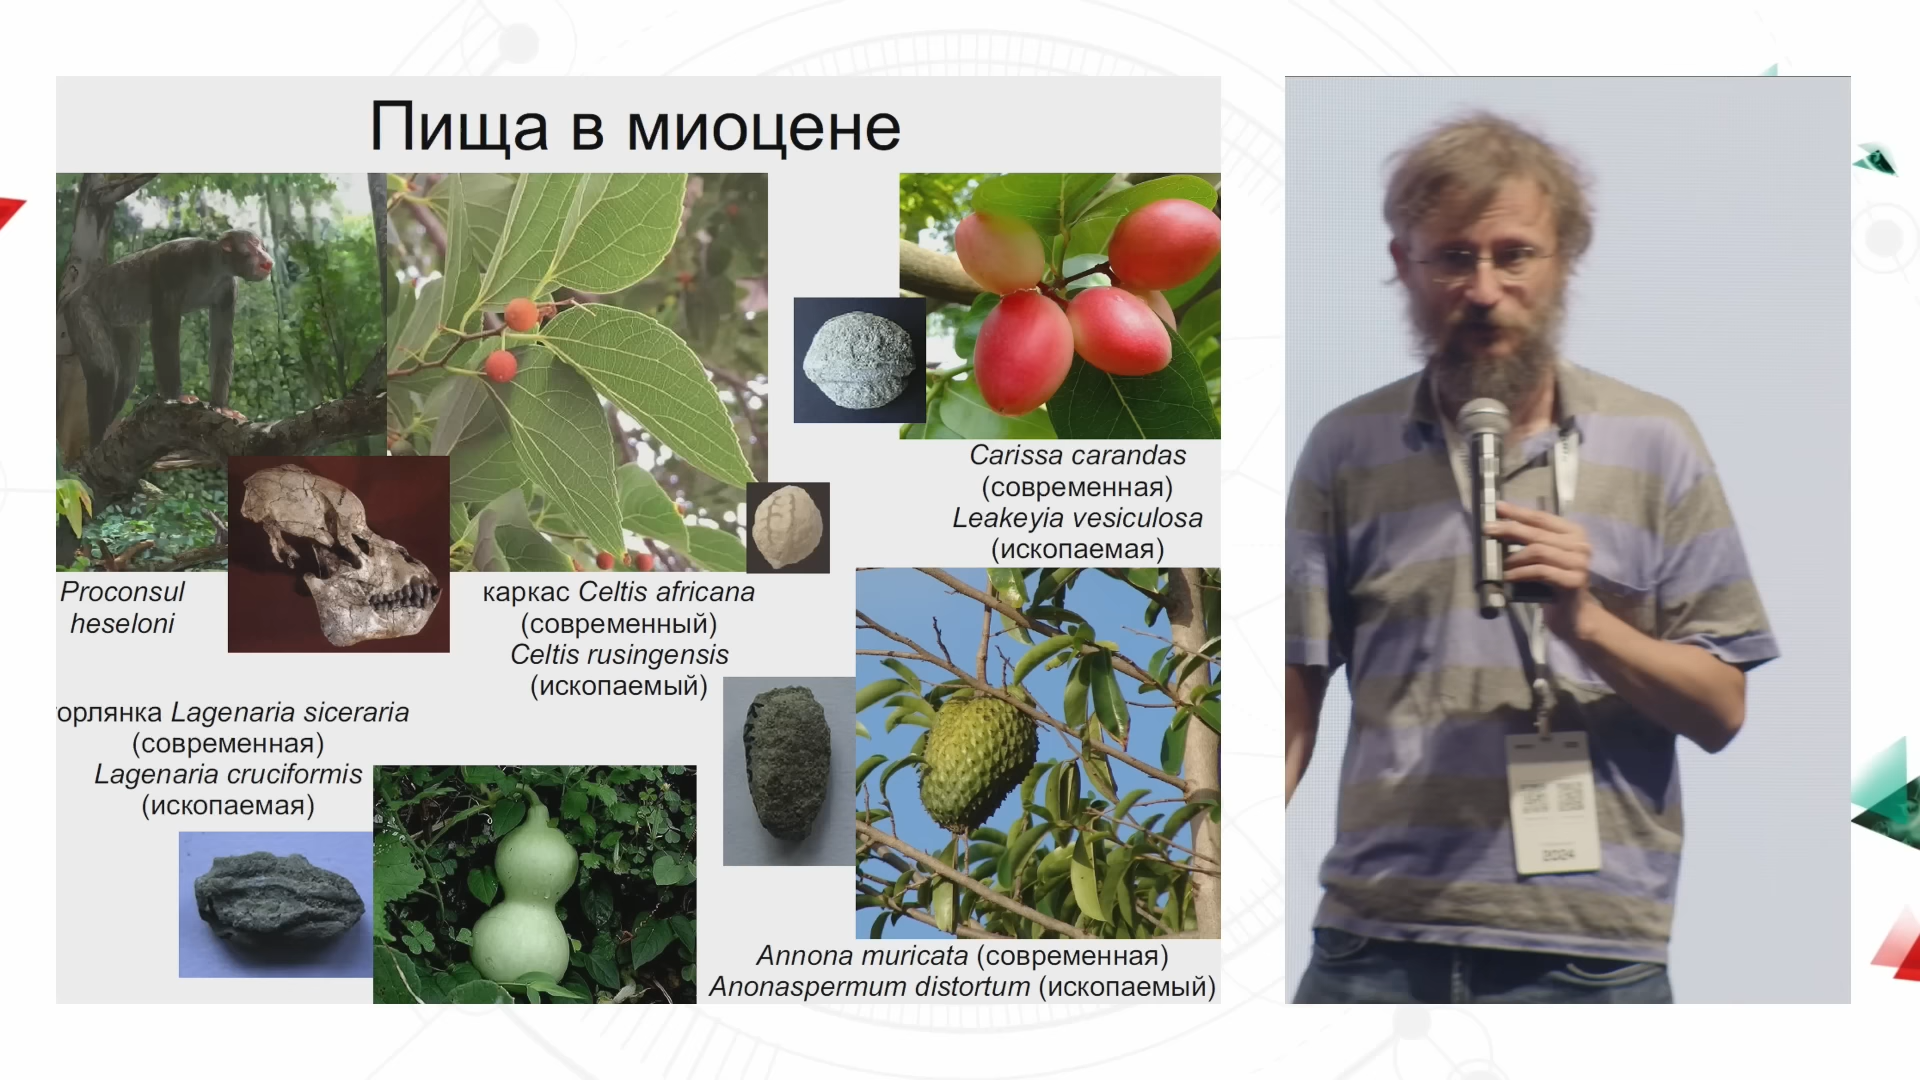 Пища в миоцене
Proconsul
heseloni
каркас Celtis africana
(современный)
Celtis rusingensis
(ископаемый)
Carissa carandas
(современная)
Leakeyia vesiculosa
(ископаемая)
орлянка Lagenaria siceraria
(современная)
Lagenaria cruciformis
(ископаемая)
Annona muricata (современная)
Anonaspermum distortum (ископаемый)